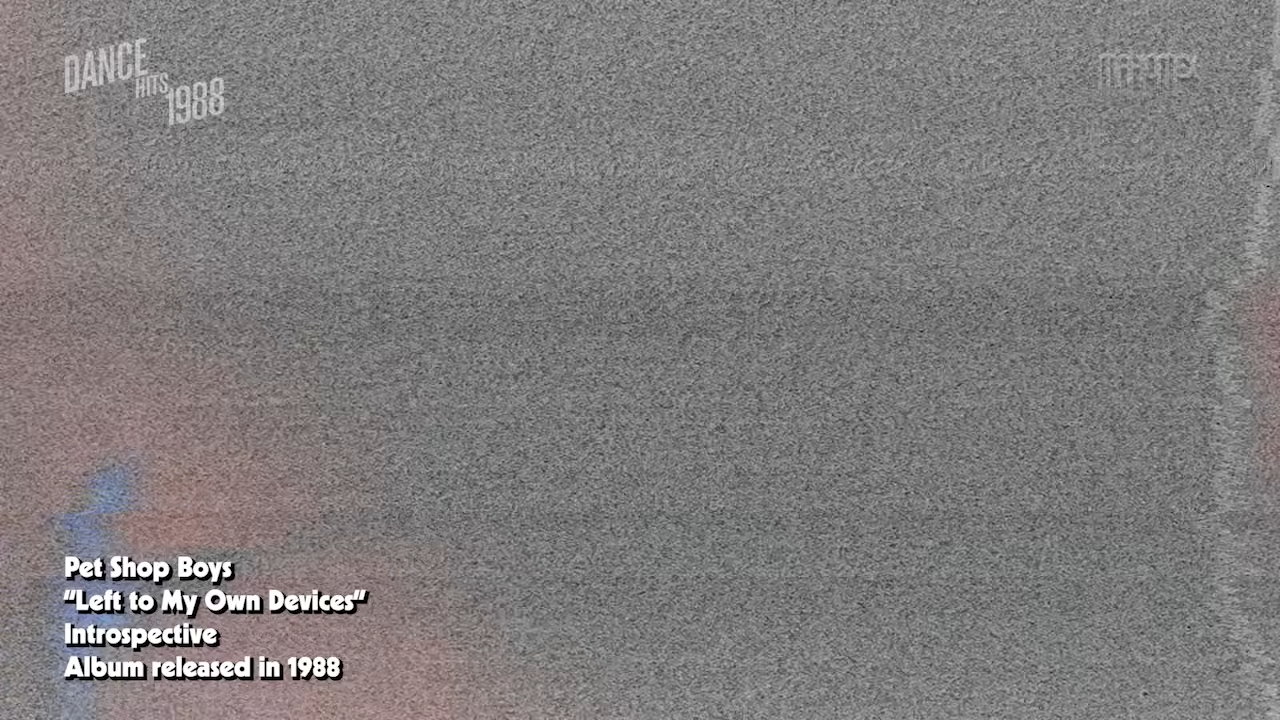 DANCE
HITS
1988
Pet Shop Boys
"Left to My Own Devices"
Introspective
Album released in 1988